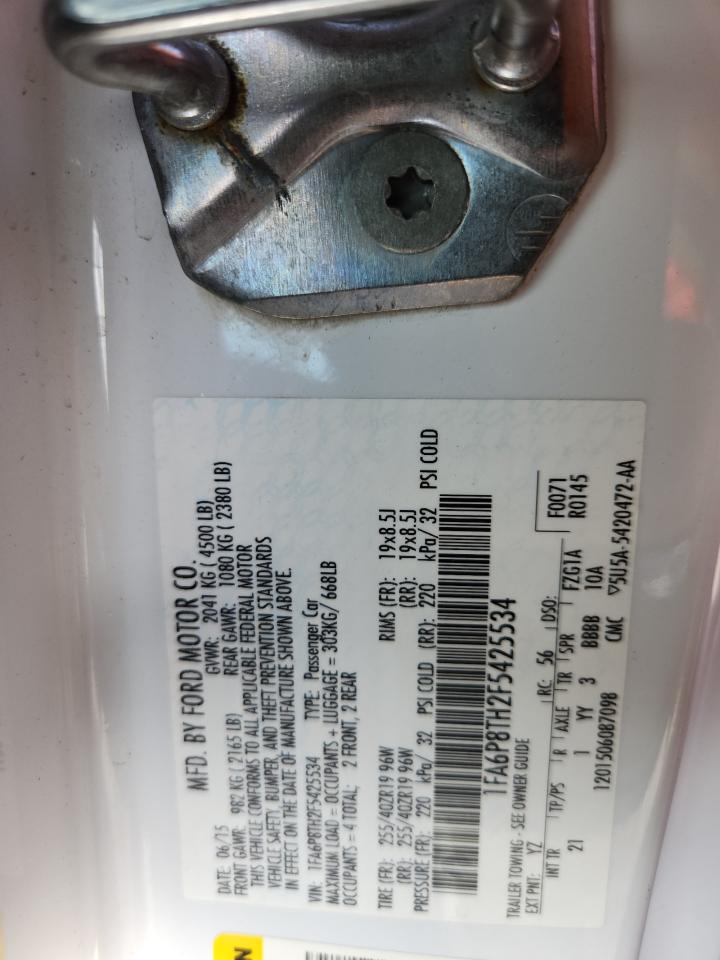 MFD. BY FORD MOTOR CO.
DATE: 06/15 GVWR: 2041 KG ( 4500 LB)
FRONT GAWR: 982 KG ( 2165 LB) REAR GAWR: 1080 KG ( 2380 LB)
THIS VEHICLE CONFORMS TO ALL APPLICABLE FEDERAL MOTOR
VEHICLE SAFETY, BUMPER, AND THEFT PREVENTION STANDARDS
IN EFFECT ON THE DATE OF MANUFACTURE SHOWN ABOVE.
VIN: 1FA6P8TH2F5425534 TYPE: Passenger Car
MAXIMUM LOAD = OCCUPANTS + LUGGAGE = 303KG/ 668LB
OCCUPANTS = 4 TOTAL; 2 FRONT, 2 REAR
TIRE (FR): 255/40ZR19 96W RIMS (FR): 19x8.5J
(RR): 255/40ZR19 96W (RR): 19x8.5J
PRESSURE (FR): 220 kPa/ 32 PSI COLD (RR): 220 kPa/ 32 PSI COLD
1FA6P8TH2F5425534
TRAILER TOWING - SEE OWNER GUIDE
EXT PNT: YZ RC: 56 DSO: F0071
INT TR TP/PS R AXLE TR SPR FZG1A R0145
21 1 YY 3 BBBB 10A
1201506087098 CMC ▽5U5A-5420472-AA
N